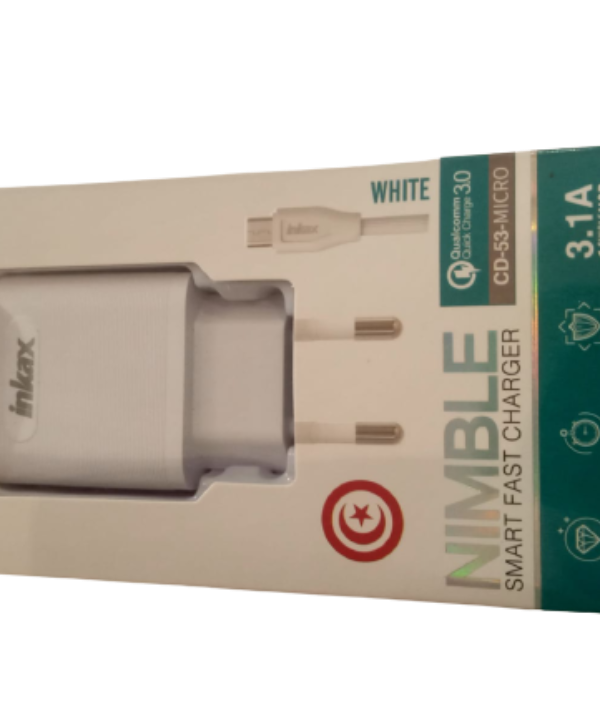 WHITE
inkax
Qualcomm 3.0
Quick Charge
CD-53-MICRO
3.1A
inkax
NIMBLE
SMART FAST CHARGER